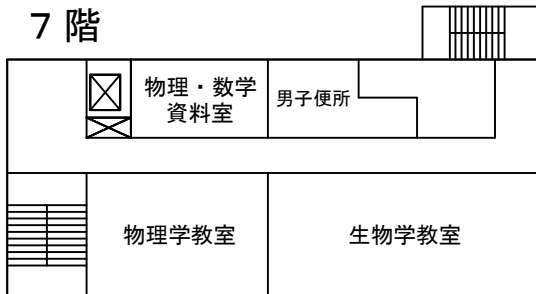 7 階
物理・数学
資料室
男子便所
物理学教室
生物学教室